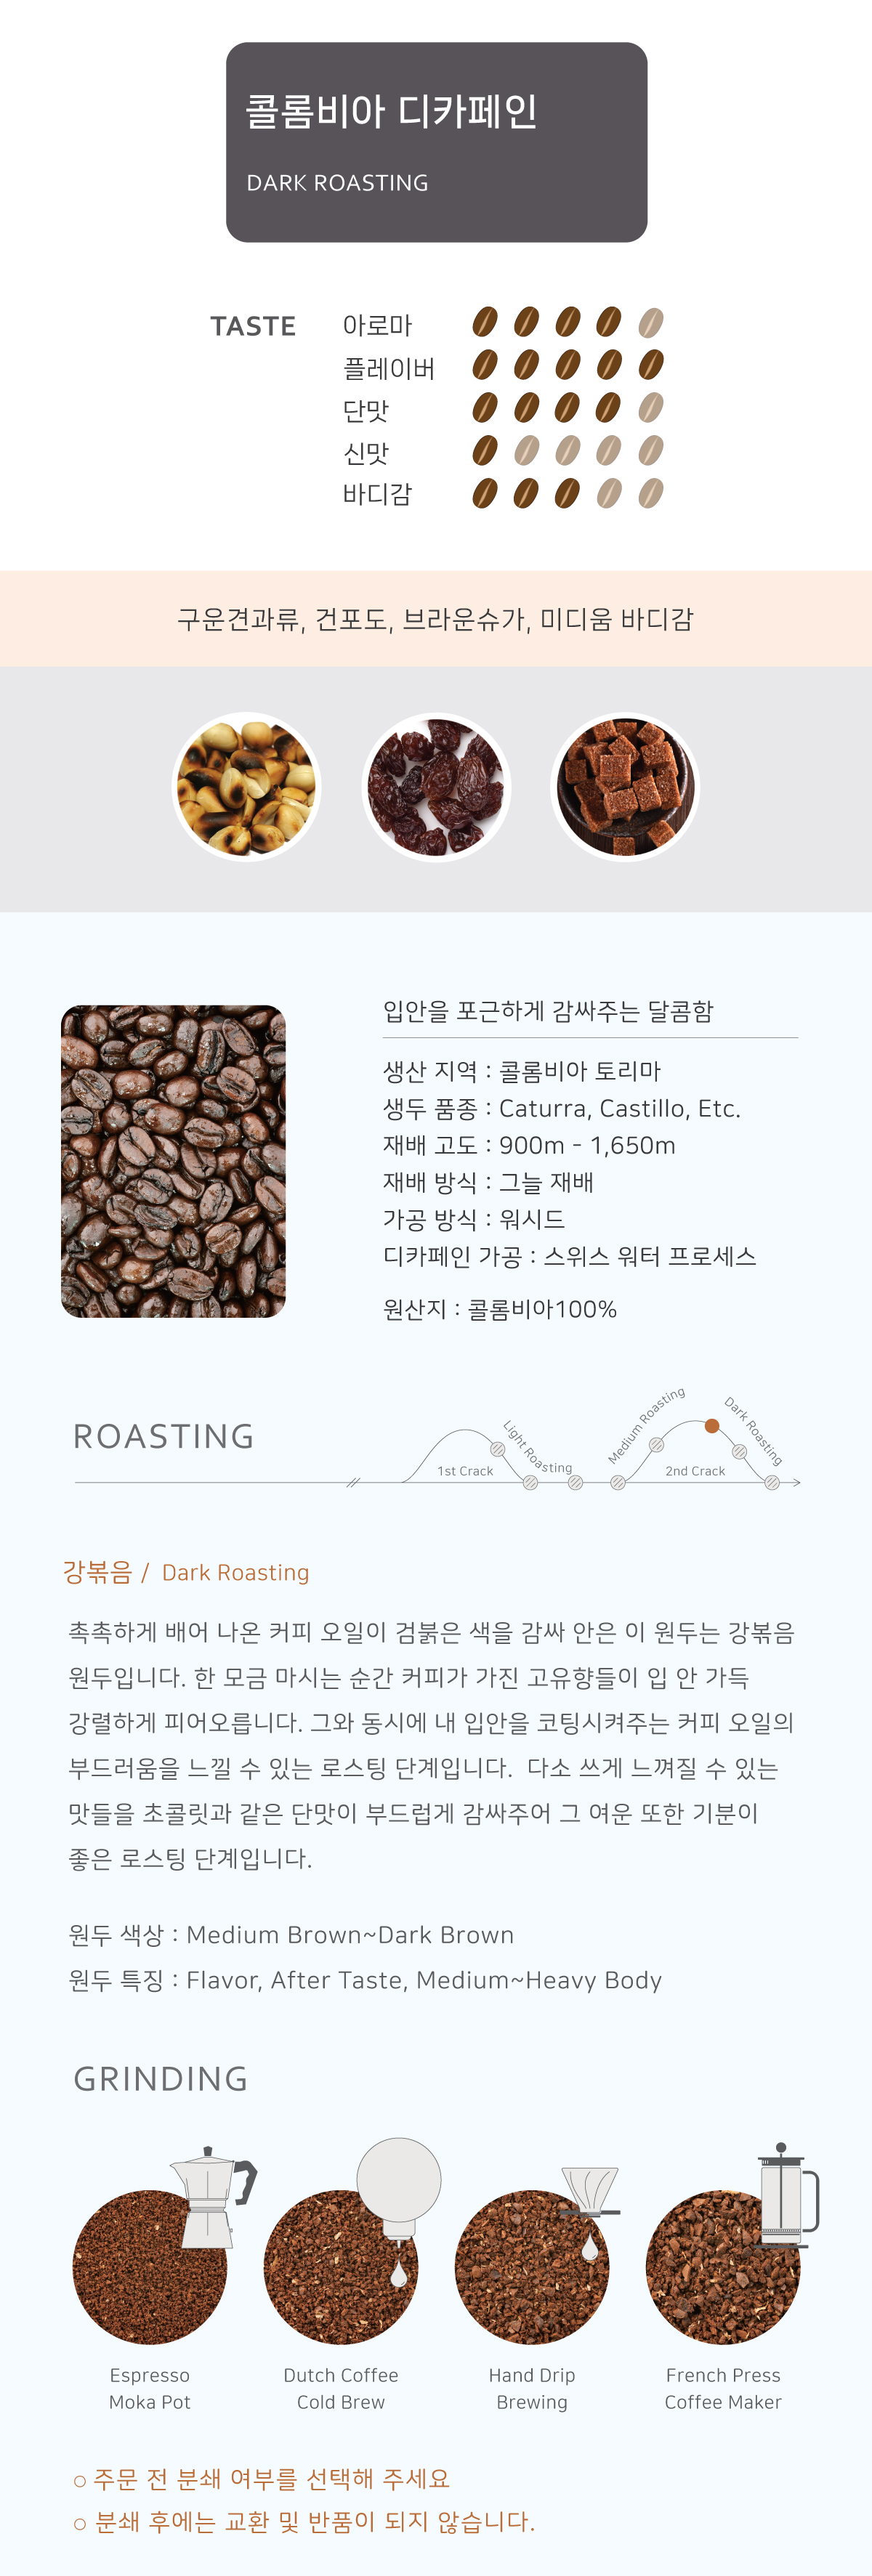 콜롬비아 디카페인
DARK ROASTING
TASTE
아로마
플레이버
단맛
신맛
바디감
구운견과류, 건포도, 브라운슈가, 미디움 바디감
입안을 포근하게 감싸주는 달콤함
생산 지역 : 콜롬비아 토리마
생두 품종 : Caturra, Castillo, Etc.
재배 고도 : 900m - 1,650m
재배 방식 : 그늘 재배
가공 방식 : 워시드
디카페인 가공 : 스위스 워터 프로세스
원산지 : 콜롬비아100%
ROASTING
1st Crack
Light Roasting
Medium Roasting
2nd Crack
Dark Roasting
강볶음 / Dark Roasting
촉촉하게 배어 나온 커피 오일이 검붉은 색을 감싸 안은 이 원두는 강볶음
원두입니다. 한 모금 마시는 순간 커피가 가진 고유향들이 입 안 가득
강렬하게 피어오릅니다. 그와 동시에 내 입안을 코팅시켜주는 커피 오일의
부드러움을 느낄 수 있는 로스팅 단계입니다. 다소 쓰게 느껴질 수 있는
맛들을 초콜릿과 같은 단맛이 부드럽게 감싸주어 그 여운 또한 기분이
좋은 로스팅 단계입니다.
원두 색상 : Medium Brown~Dark Brown
원두 특징 : Flavor, After Taste, Medium~Heavy Body
GRINDING
Espresso
Moka Pot
Dutch Coffee
Cold Brew
Hand Drip
Brewing
French Press
Coffee Maker
○ 주문 전 분쇄 여부를 선택해 주세요
○ 분쇄 후에는 교환 및 반품이 되지 않습니다.